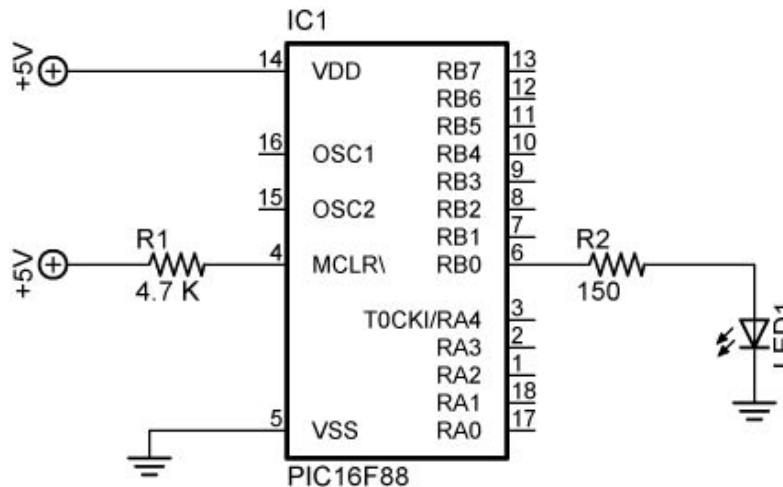 IC1
+5V
14
VDD
RB7
13
RB6
12
RB5
11
16
OSC1
RB4
10
RB3
9
15
OSC2
RB2
8
RB1
7
+5V
R1
4.7 K
4
MCLR\
RB0
6
R2
150
T0CKI/RA4
3
RA3
2
RA2
1
RA1
18
5
VSS
RA0
17
LED1
PIC16F88